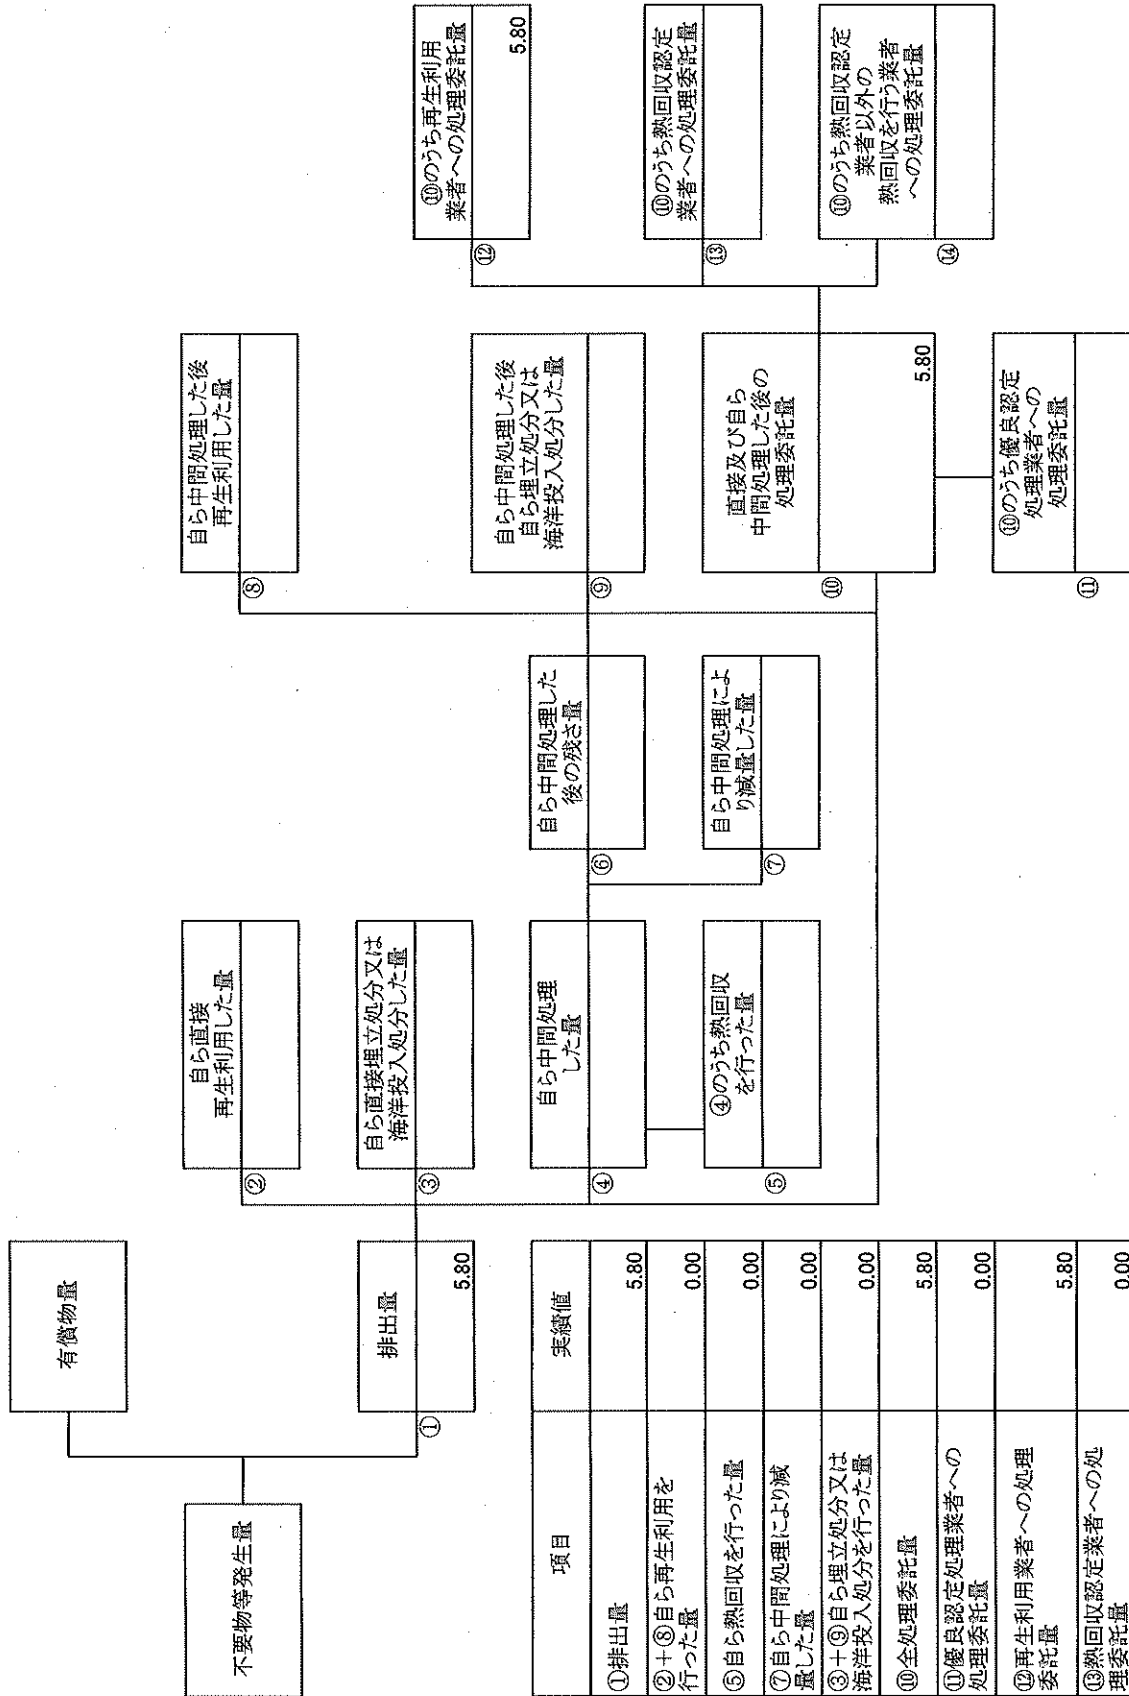 不要物等発生量
有償物量
①
排出量
5.80
②
自ら直接
再生利用した量
③
自ら直接埋立処分又は
海洋投入処分した量
④
自ら中間処理
した量
⑤
④のうち熱回収
を行った量
⑥
自ら中間処理した
後の残さ量
⑦
自ら中間処理によ
り減量した量
⑧
自ら中間処理した後
再生利用した量
⑨
自ら中間処理した後
自ら埋立処分又は
海洋投入処分した量
⑩
直接及び自ら
中間処理した後の
処理委託量
5.80
⑪
⑩のうち優良認定
処理業者への
処理委託量
⑫
⑩のうち再生利用
業者への処理委託量
5.80
⑬
⑩のうち熱回収認定
業者への処理委託量
⑭
⑩のうち熱回収認定
業者以外の
熱回収を行う業者
への処理委託量
項目 実績値
①排出量 5.80
②+⑧自ら再生利用を
行った量 0.00
⑤自ら熱回収を行った量 0.00
⑦自ら中間処理により減
量した量 0.00
③+⑨自ら埋立処分又は
海洋投入処分を行った量 0.00
⑩全処理委託量 5.80
⑪優良認定処理業者への
処理委託量 0.00
⑫再生利用業者への処理
委託量 5.80
⑬熱回収認定業者への処
理委託量 0.00